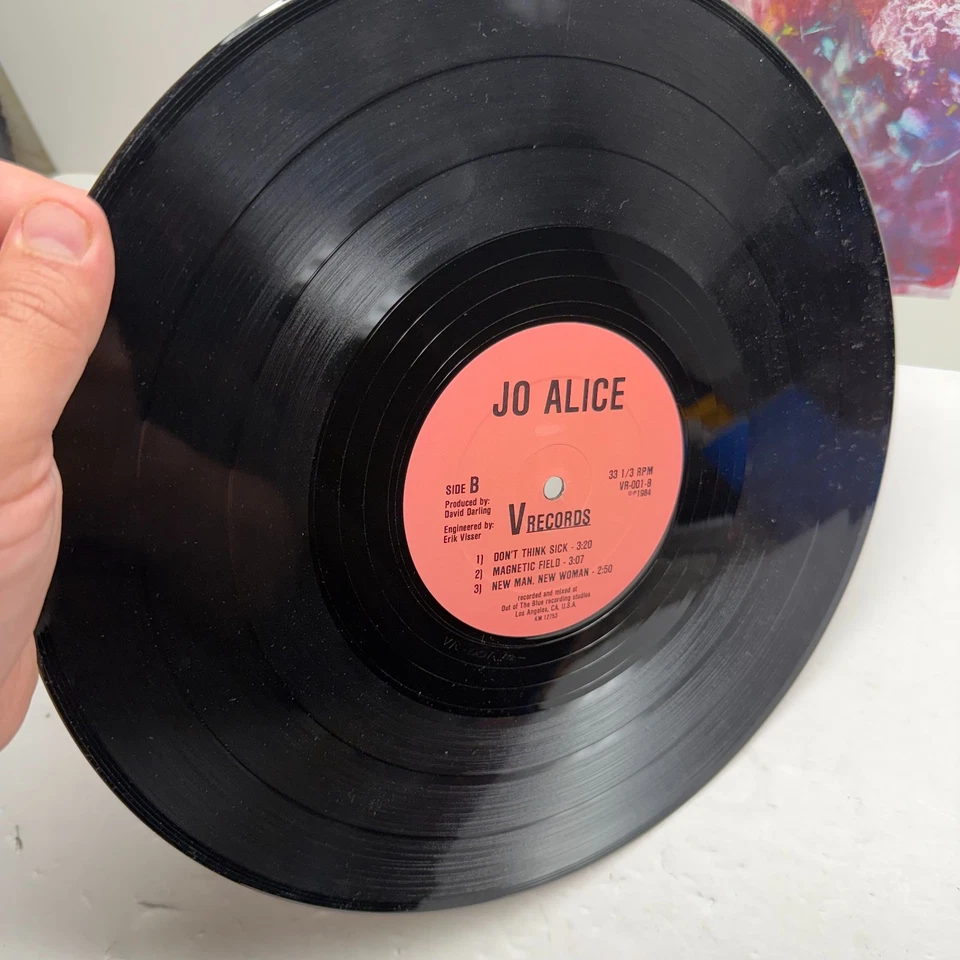 JO ALICE
SIDE B
Produced by:
David Darling
Engineered by:
Erik Visser
33 1/3 RPM
VR-001-B
©℗1984
V RECORDS
1) DON'T THINK SICK - 3:20
2) MAGNETIC FIELD - 3:07
3) NEW MAN, NEW WOMAN - 2:50
recorded and mixed at
Out of The Blue recording studios
Los Angeles, CA, U.S.A.
KM 12753